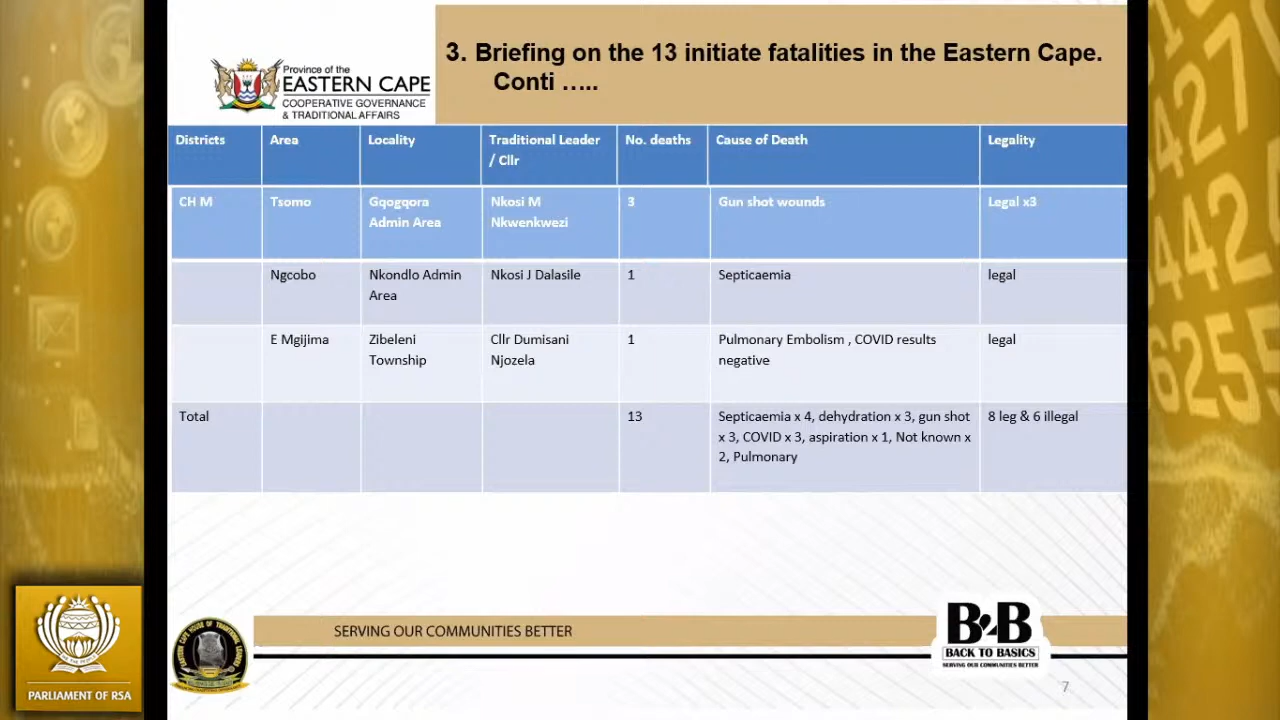 3. Briefing on the 13 initiate fatalities in the Eastern Cape.
Conti …..
Province of the
EASTERN CAPE
COOPERATIVE GOVERNANCE
& TRADITIONAL AFFAIRS
Districts Area Locality Traditional Leader / Cllr No. deaths Cause of Death Legality
CH M Tsomo Gqogqora Admin Area Nkosi M Nkwenkwezi 3 Gun shot wounds Legal x3
Ngcobo Nkondlo Admin Area Nkosi J Dalasile 1 Septicaemia legal
E Mgijima Zibeleni Township Cllr Dumisani Njozela 1 Pulmonary Embolism , COVID results negative legal
Total 13 Septicaemia x 4, dehydration x 3, gun shot x 3, COVID x 3, aspiration x 1, Not known x 2, Pulmonary 8 leg & 6 illegal
SERVING OUR COMMUNITIES BETTER
B2B
BACK TO BASICS
SERVING OUR COMMUNITIES BETTER
7
PARLIAMENT OF RSA